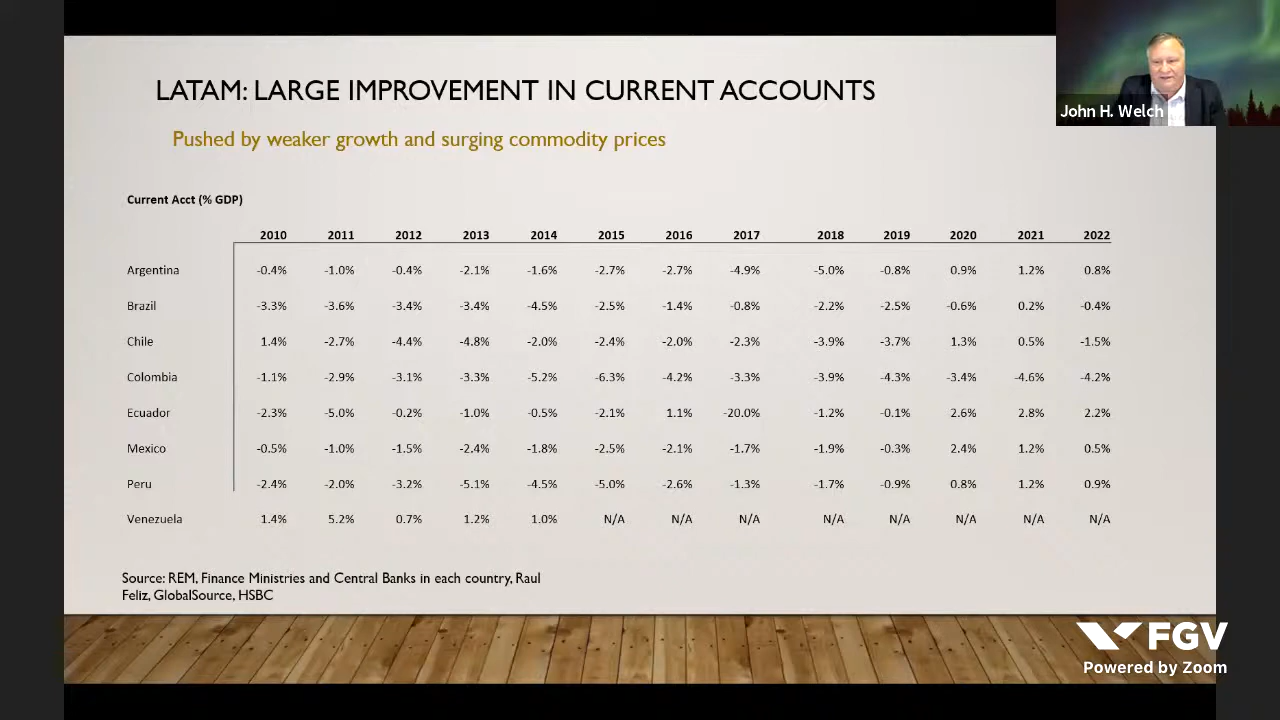 LATAM: LARGE IMPROVEMENT IN CURRENT ACCOUNTS
John H. Welch
Pushed by weaker growth and surging commodity prices
Current Acct (% GDP)
2010 2011 2012 2013 2014 2015 2016 2017 2018 2019 2020 2021 2022
Argentina -0.4% -1.0% -0.4% -2.1% -1.6% -2.7% -2.7% -4.9% -5.0% -0.8% 0.9% 1.2% 0.8%
Brazil -3.3% -3.6% -3.4% -3.4% -4.5% -2.5% -1.4% -0.8% -2.2% -2.5% -0.6% 0.2% -0.4%
Chile 1.4% -2.7% -4.4% -4.8% -2.0% -2.4% -2.0% -2.3% -3.9% -3.7% 1.3% 0.5% -1.5%
Colombia -1.1% -2.9% -3.1% -3.3% -5.2% -6.3% -4.2% -3.3% -3.9% -4.3% -3.4% -4.6% -4.2%
Ecuador -2.3% -5.0% -0.2% -1.0% -0.5% -2.1% 1.1% -20.0% -1.2% -0.1% 2.6% 2.8% 2.2%
Mexico -0.5% -1.0% -1.5% -2.4% -1.8% -2.5% -2.1% -1.7% -1.9% -0.3% 2.4% 1.2% 0.5%
Peru -2.4% -2.0% -3.2% -5.1% -4.5% -5.0% -2.6% -1.3% -1.7% -0.9% 0.8% 1.2% 0.9%
Venezuela 1.4% 5.2% 0.7% 1.2% 1.0% N/A N/A N/A N/A N/A N/A N/A N/A
Source: REM, Finance Ministries and Central Banks in each country, Raul
Feliz, GlobalSource, HSBC
FGV
Powered by Zoom